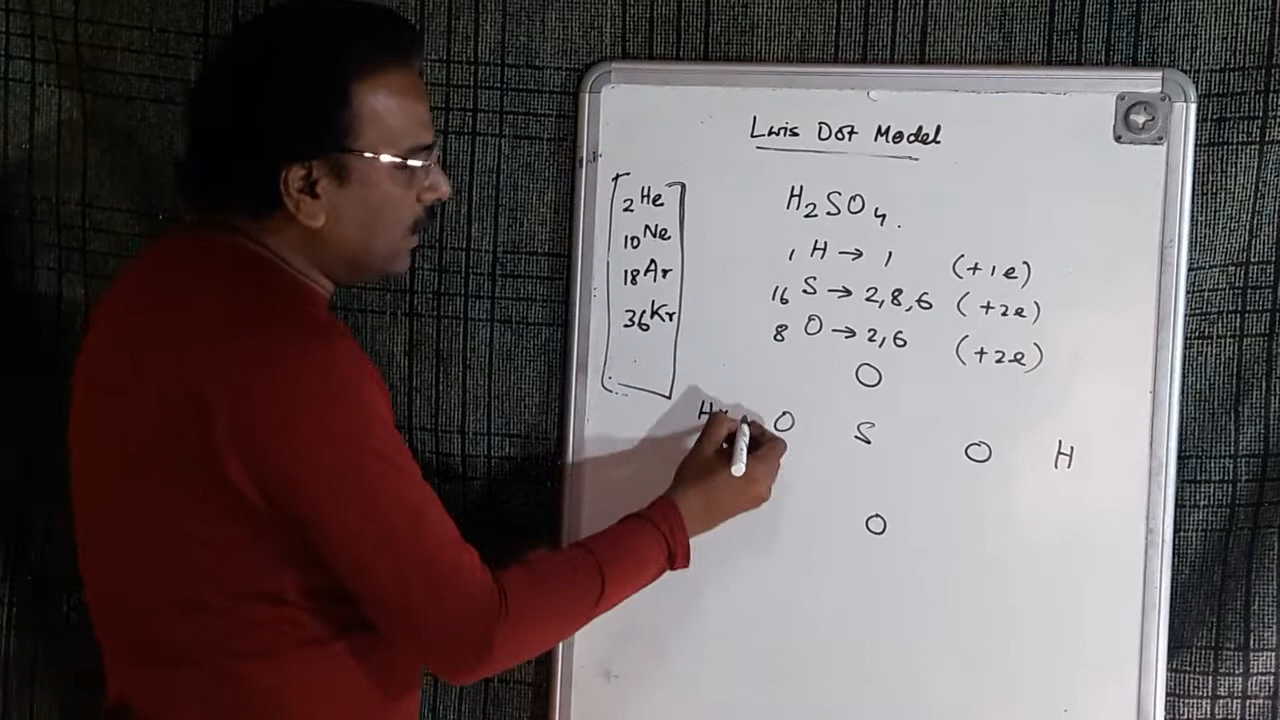 Lwis Dot Model
2He
10Ne
18Ar
36Kr
H2SO4.
1 H → 1 (+1e)
16 S → 2,8,6 (+2e)
8 O → 2,6 (+2e)
O
Hx O S O H
O